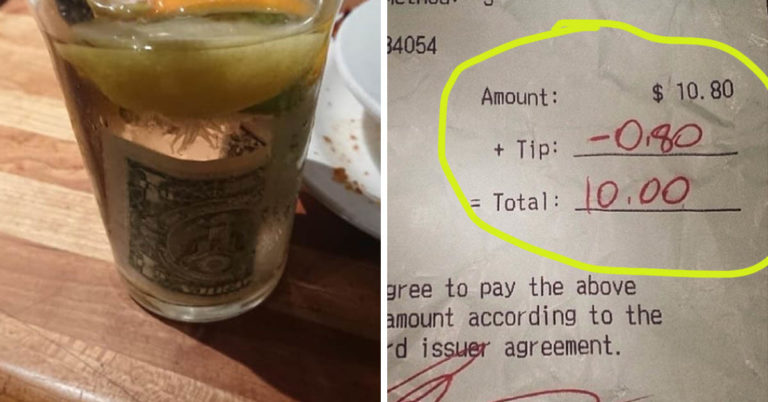 34054
Amount: $ 10.80
+ Tip: -0.80
= Total: 10.00
gree to pay the above
amount according to the
d issuer agreement.